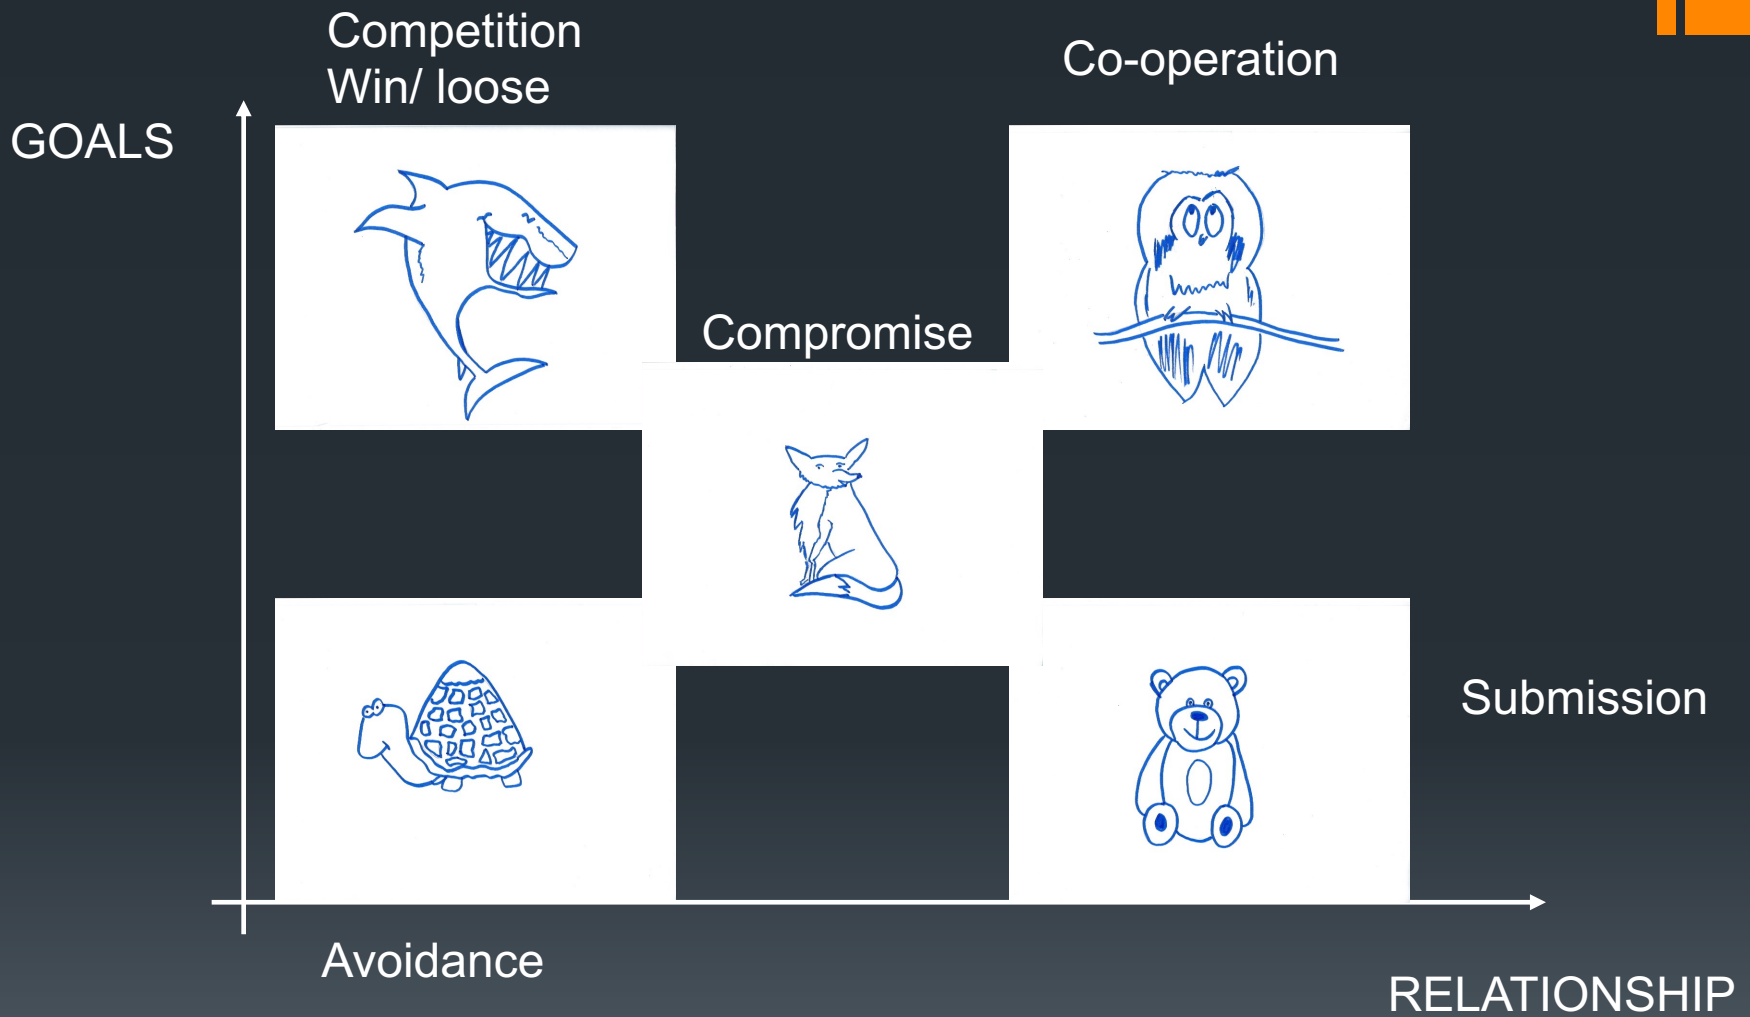 Competition
Win/ loose
Co-operation
GOALS
Compromise
Submission
Avoidance
RELATIONSHIP